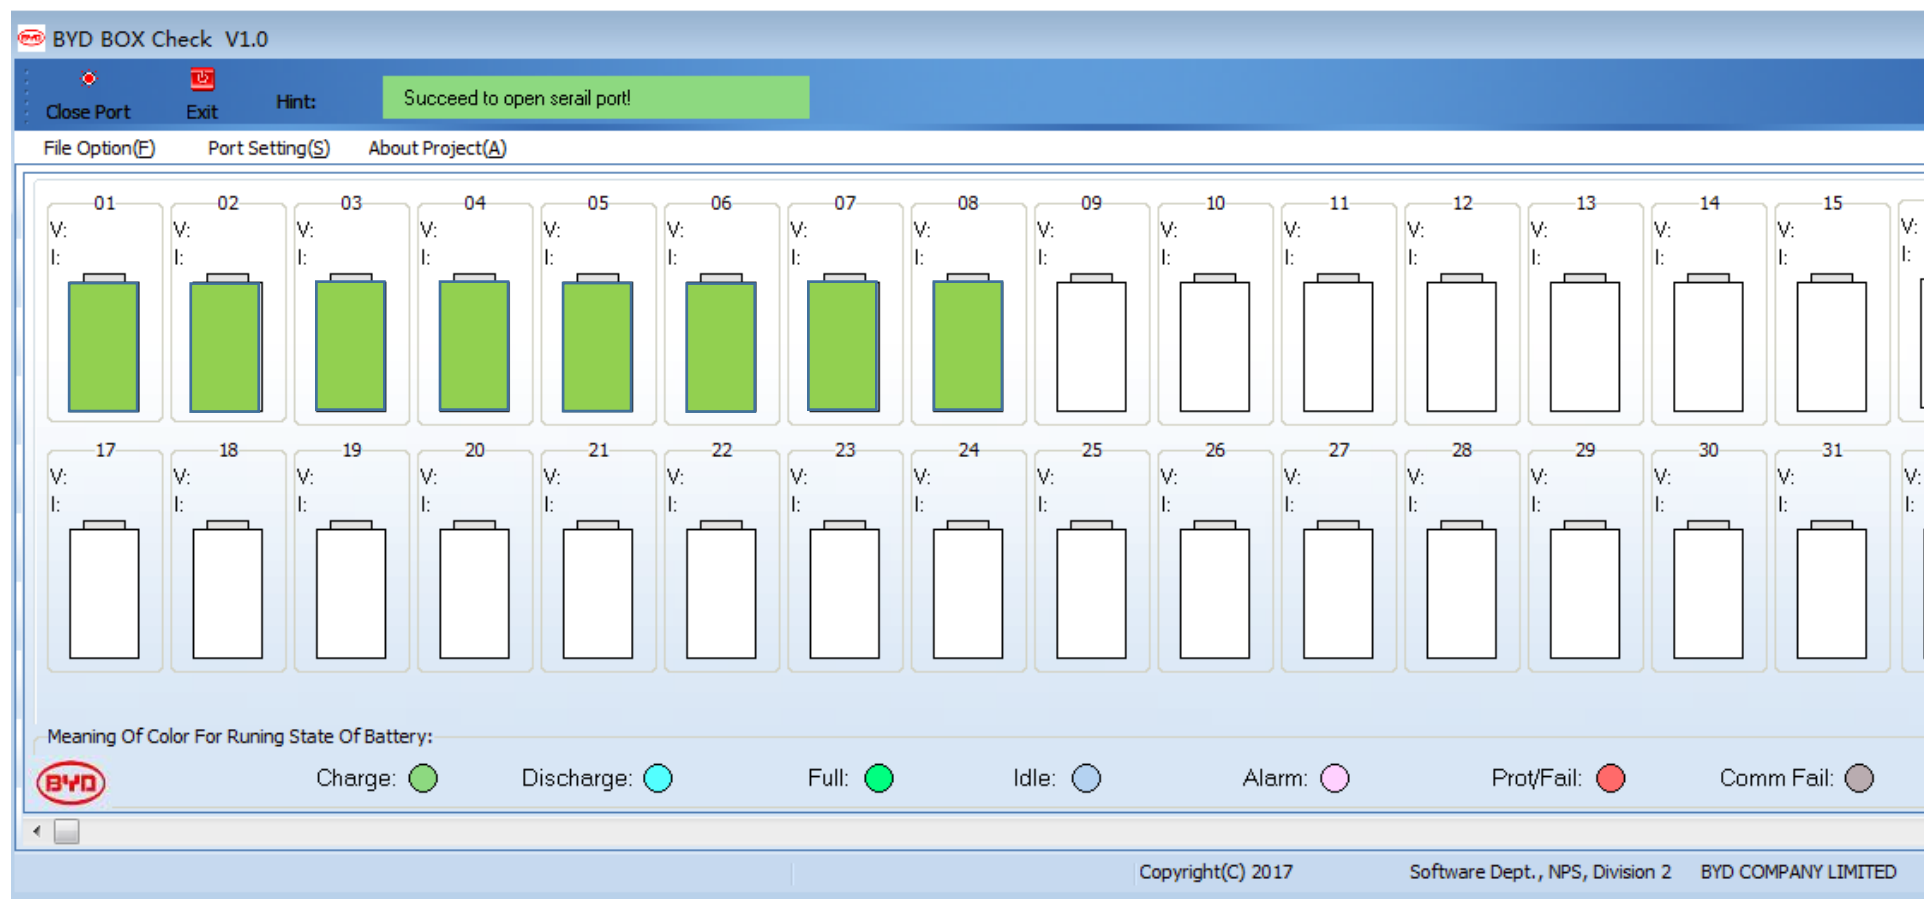 BYD BYD BOX Check V1.0
Close Port Exit Hint: Succeed to open serail port!
File Option(F) Port Setting(S) About Project(A)
01 02 03 04 05 06 07 08 09 10 11 12 13 14 15
V: V: V: V: V: V: V: V: V: V: V: V: V: V: V: V:
I: I: I: I: I: I: I: I: I: I: I: I: I: I: I: I:
17 18 19 20 21 22 23 24 25 26 27 28 29 30 31
V: V: V: V: V: V: V: V: V: V: V: V: V: V: V: V:
I: I: I: I: I: I: I: I: I: I: I: I: I: I: I: I:
Meaning Of Color For Runing State Of Battery:
BYD Charge: Discharge: Full: Idle: Alarm: Prot/Fail: Comm Fail:
Copyright(C) 2017 Software Dept., NPS, Division 2 BYD COMPANY LIMITED